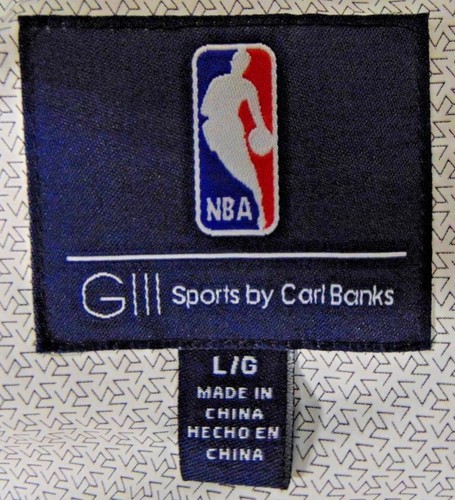 NBA
GIII Sports by Carl Banks
L/G
MADE IN
CHINA
HECHO EN
CHINA